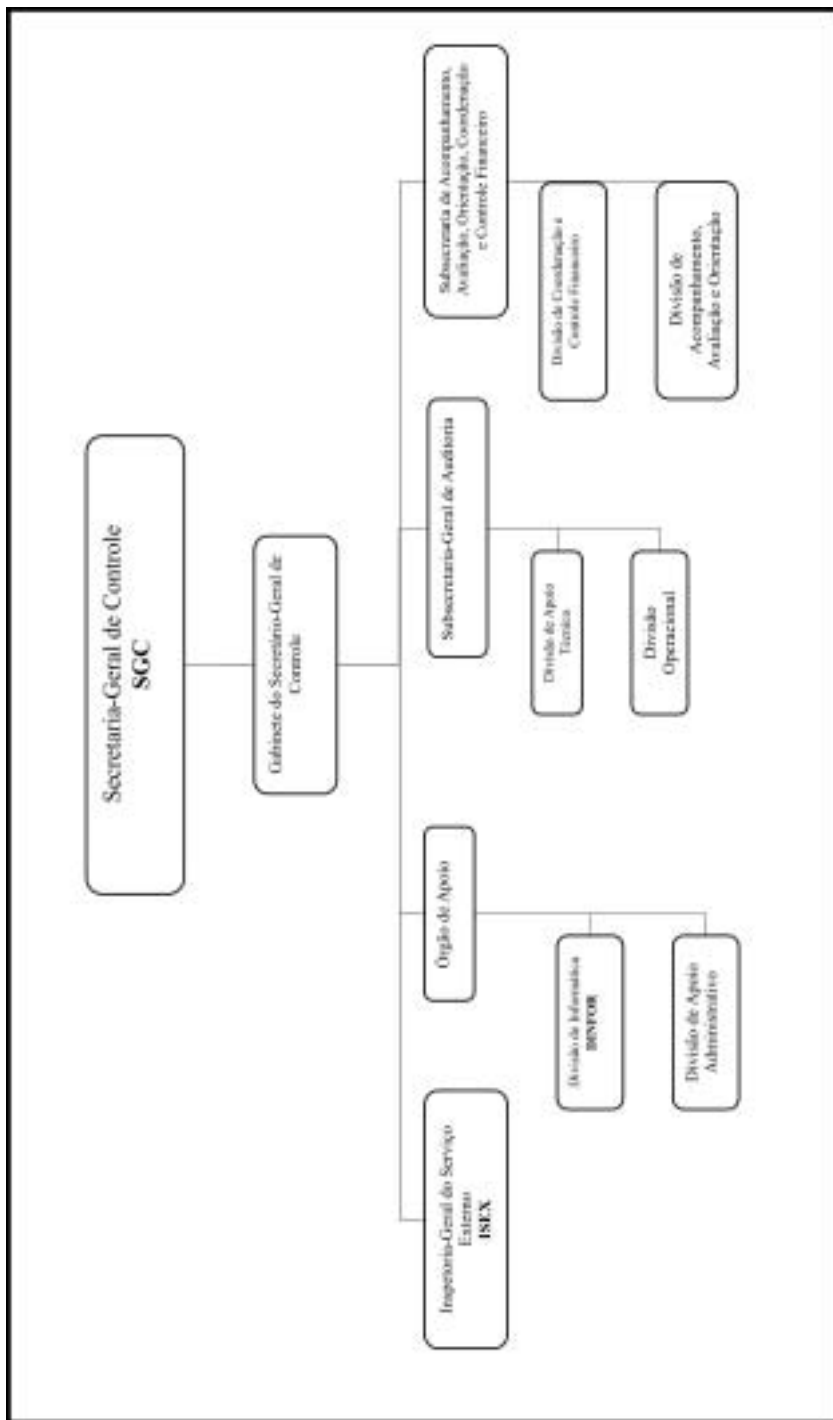 Secretaria-Geral de Controle
SGC
Gabinete do Secretário-Geral de
Controle
Inspetoria-Geral do Serviço
Externo
ISEX
Órgão de Apoio
Subsecretaria-Geral de Auditoria
Subsecretaria de Acompanhamento,
Avaliação, Orientação, Coordenação
e Controle Financeiro
Divisão de Informática
DINFOR
Divisão de Apoio
Administrativo
Divisão de Apoio
Técnica
Divisão
Operacional
Divisão de Coordenação e
Controle Financeiro
Divisão de
Acompanhamento,
Avaliação e Orientação